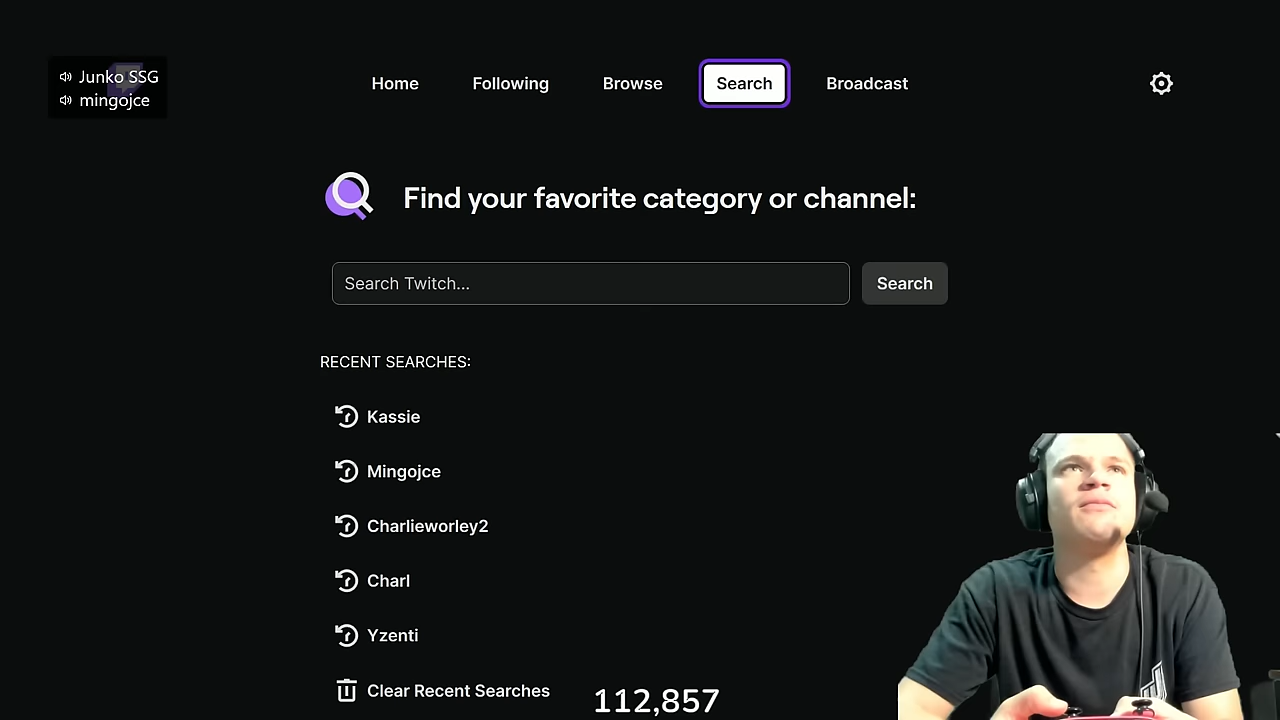 Junko SSG
mingojce
Home Following Browse Search Broadcast
Find your favorite category or channel:
Search Twitch... Search
RECENT SEARCHES:
Kassie
Mingojce
Charlieworley2
Charl
Yzenti
Clear Recent Searches
112,857